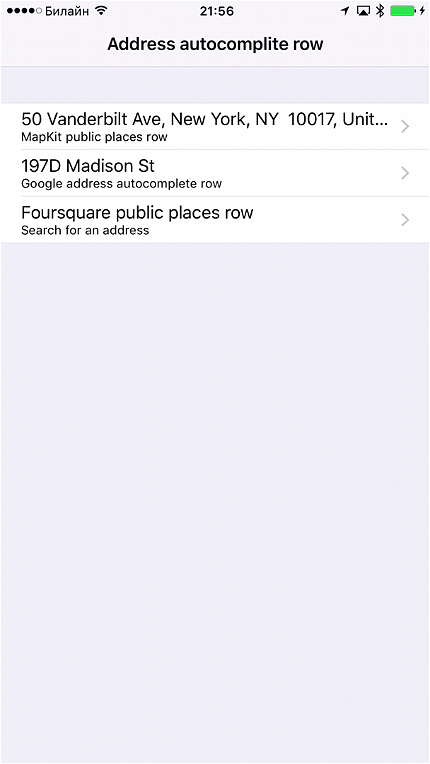 Билайн 21:56
Address autocomplite row
50 Vanderbilt Ave, New York, NY  10017, Unit...
MapKit public places row
197D Madison St
Google address autocomplete row
Foursquare public places row
Search for an address